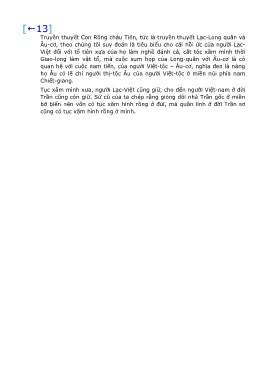 [←13]
Truyền thuyết Con Rồng cháu Tiên, tức là truyền thuyết Lạc-Long quân và
Âu-cơ, theo chúng tôi suy đoán là tiêu biểu cho cái hồi ức của người Lạc-
Việt đối với tổ tiên xưa của họ làm nghề đánh cá, cắt tóc xăm mình thời
Giao-long làm vật tổ, mà cuộc sum họp của Long-quân với Âu-cơ là có
quan hệ với cuộc nam tiến, của người Việt-tộc – Âu-cơ, nghĩa đen là nàng
họ Âu có lẽ chỉ người thị-tộc Âu của người Việt-tộc ở miền núi phía nam
Chiết-giang.
Tục xăm mình xưa, người Lạc-Việt cũng giữ, cho đến người Việt-nam ở đời
Trần cũng còn giữ. Sử cũ của ta chép rằng giòng dõi nhà Trần gốc ở miền
bờ biển nên vốn có tục xăm hình rồng ở đùi, mà quân lính ở đời Trần xơ
cũng có tục xăm hình rồng ở mình.